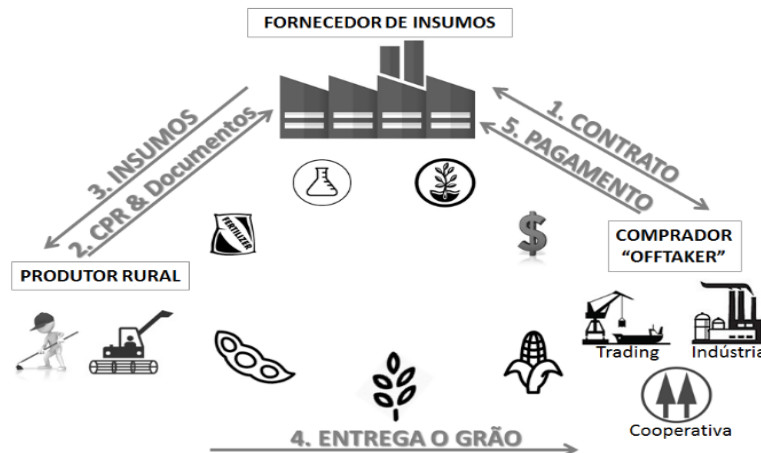 FORNECEDOR DE INSUMOS
3. INSUMOS
2. CPR & Documentos
1. CONTRATO
5. PAGAMENTO
FERTILIZER
$
PRODUTOR RURAL
COMPRADOR
“OFFTAKER”
Trading
Indústria
Cooperativa
4. ENTREGA O GRÃO